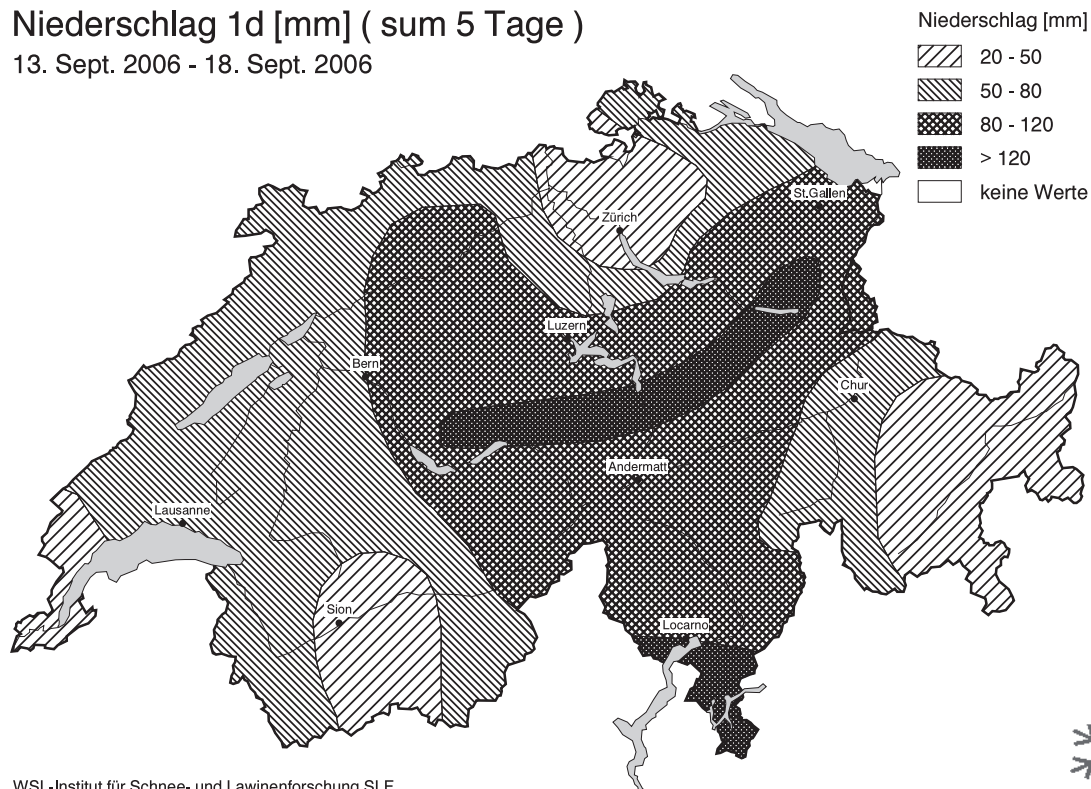 Niederschlag 1d [mm] ( sum 5 Tage )
13. Sept. 2006 - 18. Sept. 2006
Niederschlag [mm]
20 - 50
50 - 80
80 - 120
> 120
keine Werte
St.Gallen
Zürich
Luzern
Bern
Chur
Andermatt
Lausanne
Sion
Locarno
WSL-Institut für Schnee- und Lawinenforschung SLF